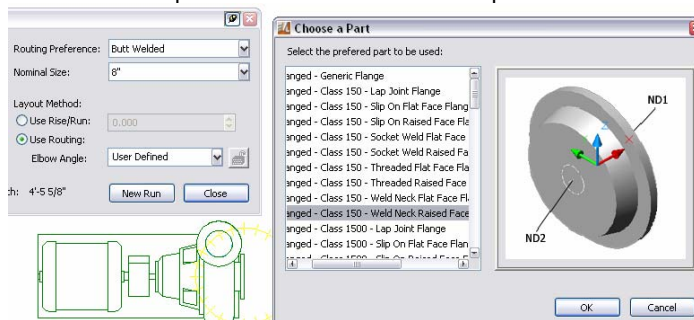 Routing Preference: Butt Welded
Nominal Size: 8"
Layout Method:
Use Rise/Run: 0.000
Use Routing:
Elbow Angle: User Defined
th: 4'-5 5/8"
New Run Close
Choose a Part
Select the prefered part to be used:
anged - Generic Flange
anged - Class 150 - Lap Joint Flange
anged - Class 150 - Slip On Flat Face Flang
anged - Class 150 - Slip On Raised Face Fla
anged - Class 150 - Socket Weld Flat Face
anged - Class 150 - Socket Weld Raised Fa
anged - Class 150 - Threaded Flat Face Fla
anged - Class 150 - Threaded Raised Face
anged - Class 150 - Weld Neck Flat Face Fl
anged - Class 150 - Weld Neck Raised Face
anged - Class 1500 - Lap Joint Flange
anged - Class 1500 - Slip On Flat Face Flan
anged - Class 1500 - Slip On Raised Face F
ND1
Z
X
ND2
OK Cancel